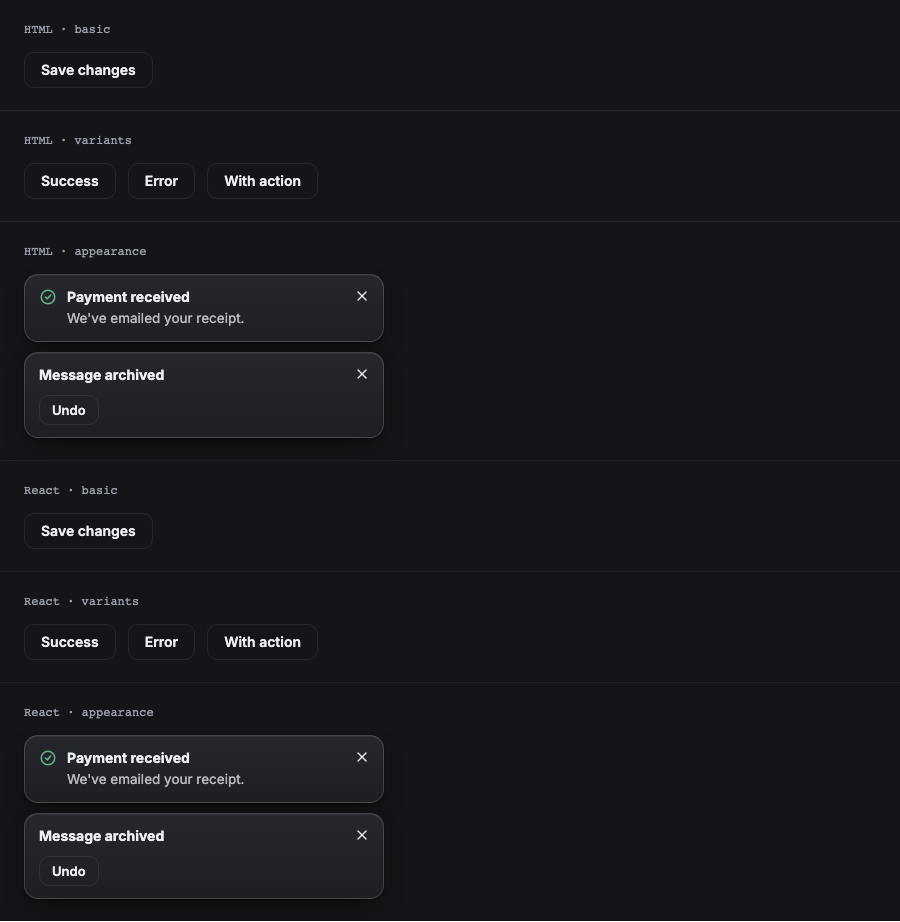 HTML · basic
Save changes
HTML · variants
Success Error With action
HTML · appearance
Payment received
We've emailed your receipt.
Message archived
Undo
React · basic
Save changes
React · variants
Success Error With action
React · appearance
Payment received
We've emailed your receipt.
Message archived
Undo